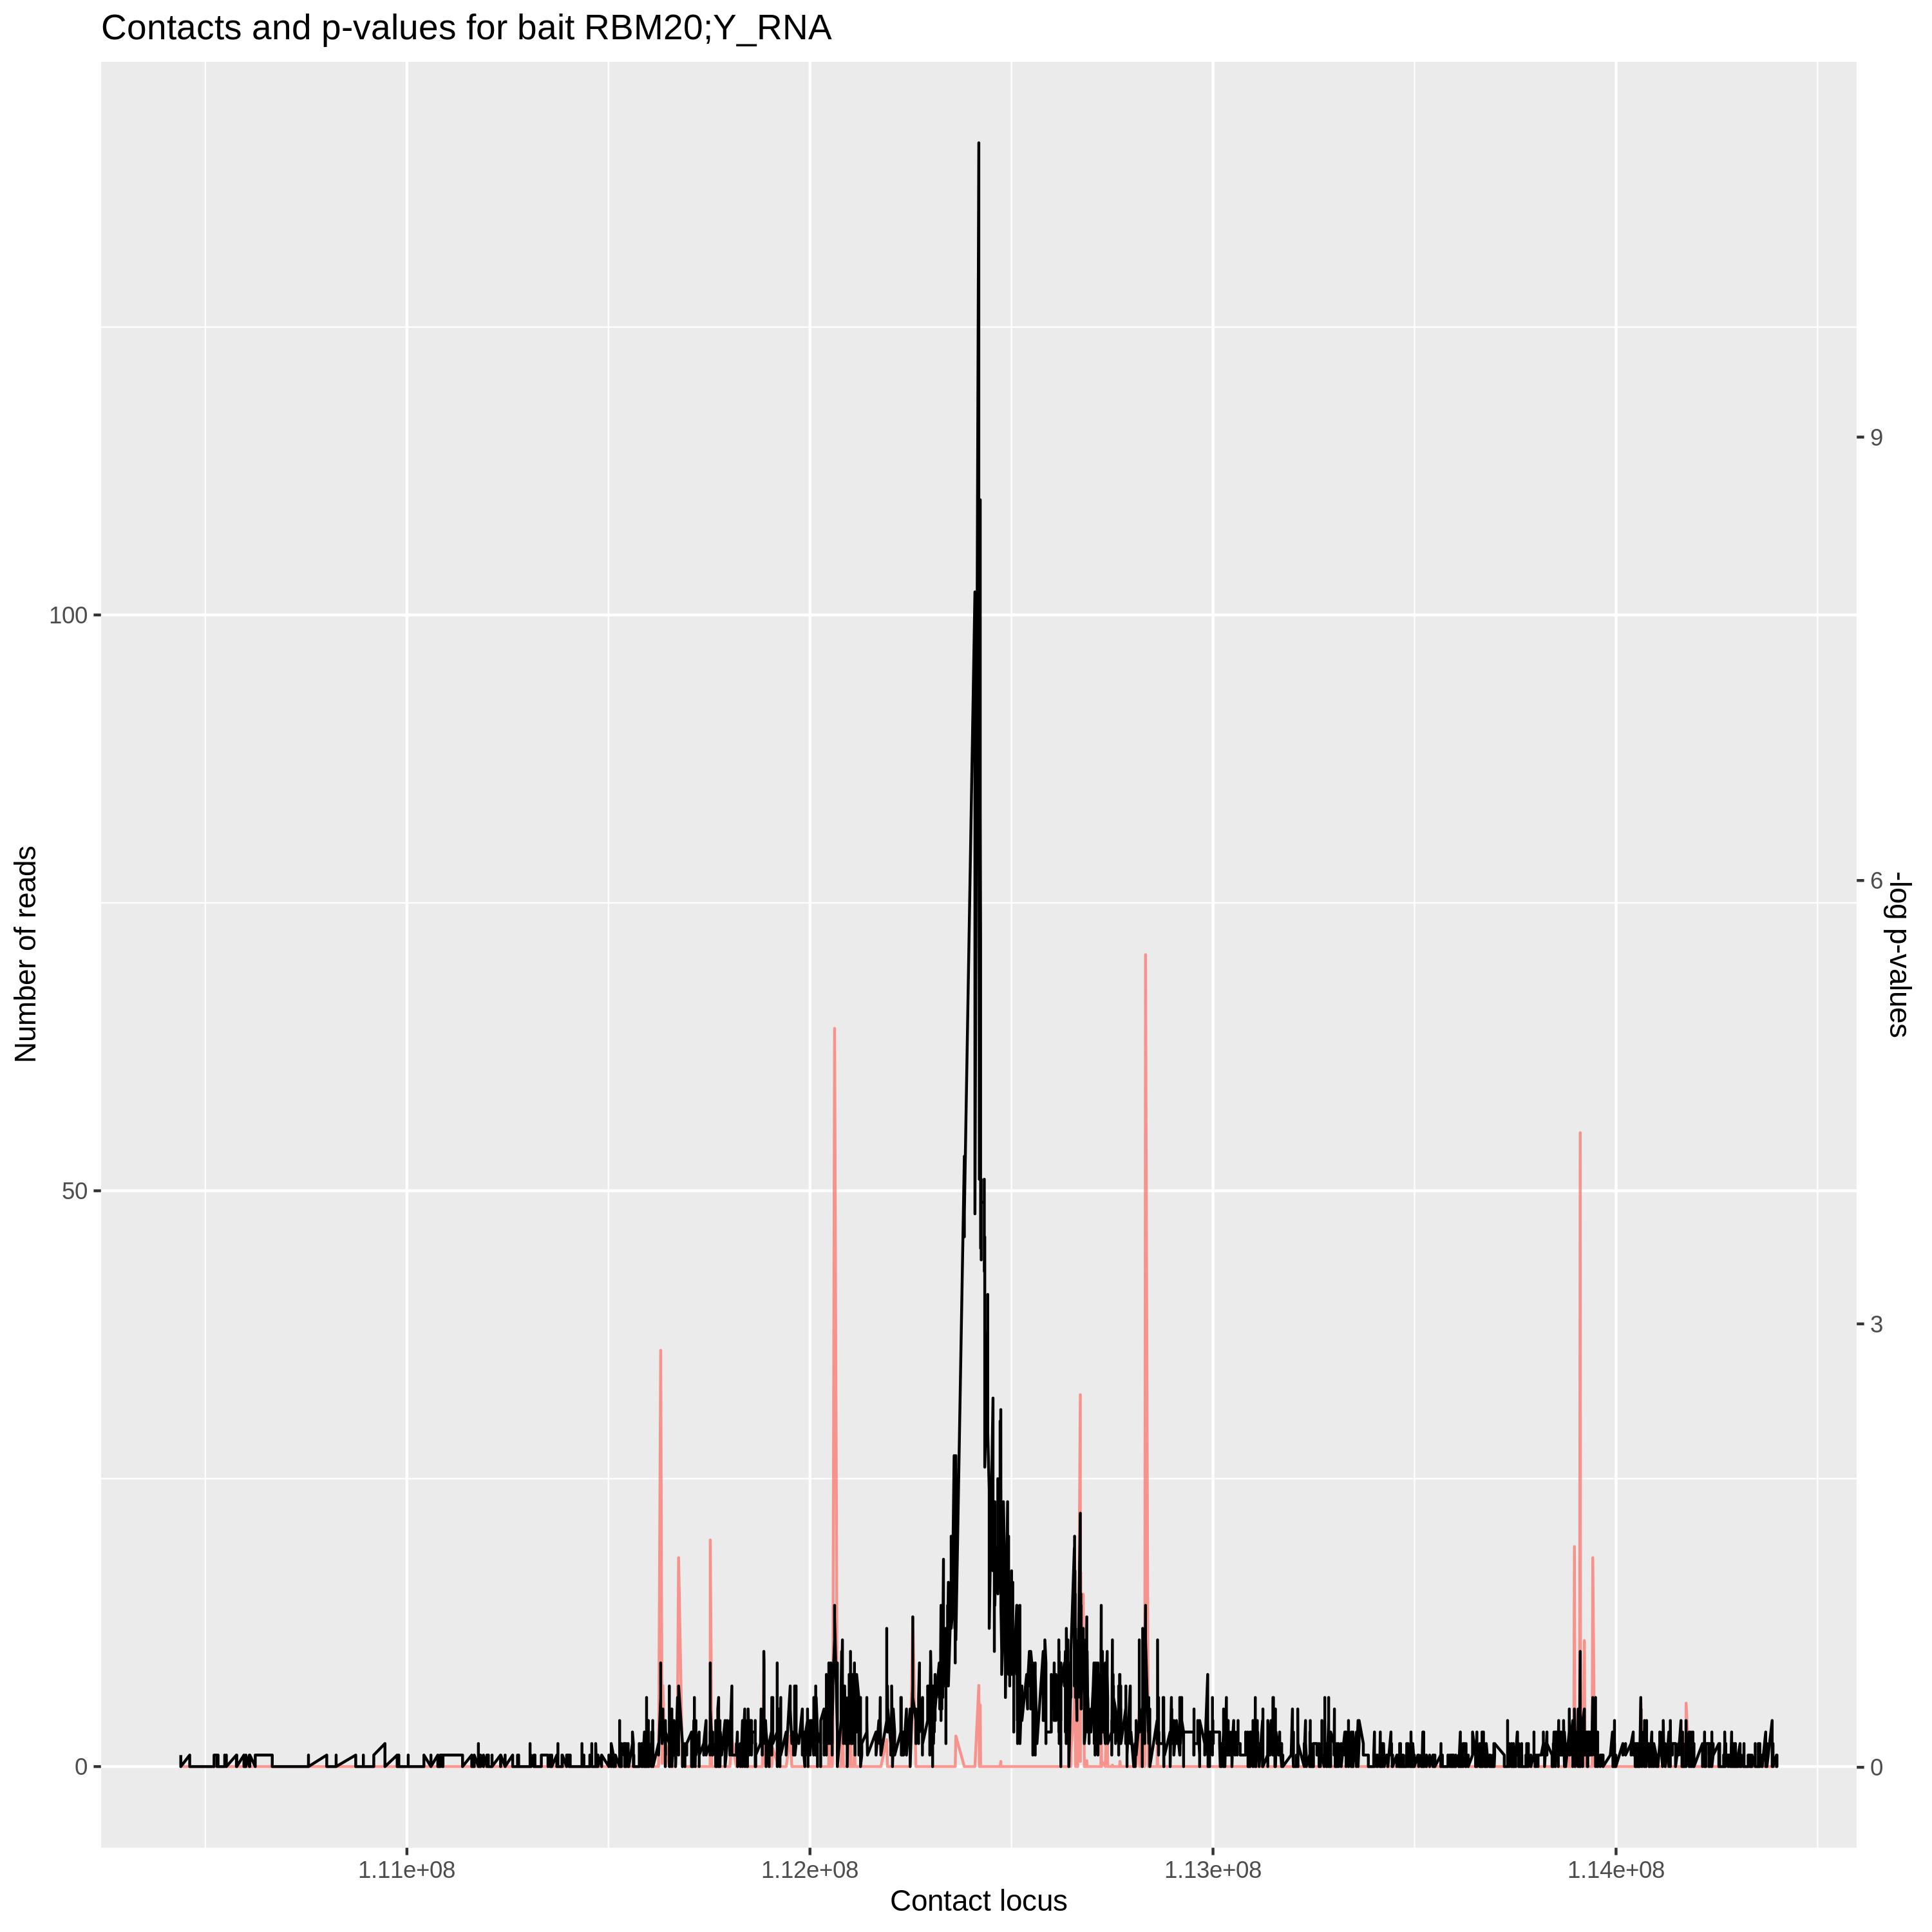 Contacts and p-values for bait RBM20;Y_RNA
Number of reads
100
50
0
-log p-values
9
6
3
0
1.11e+08
1.12e+08
1.13e+08
1.14e+08
Contact locus